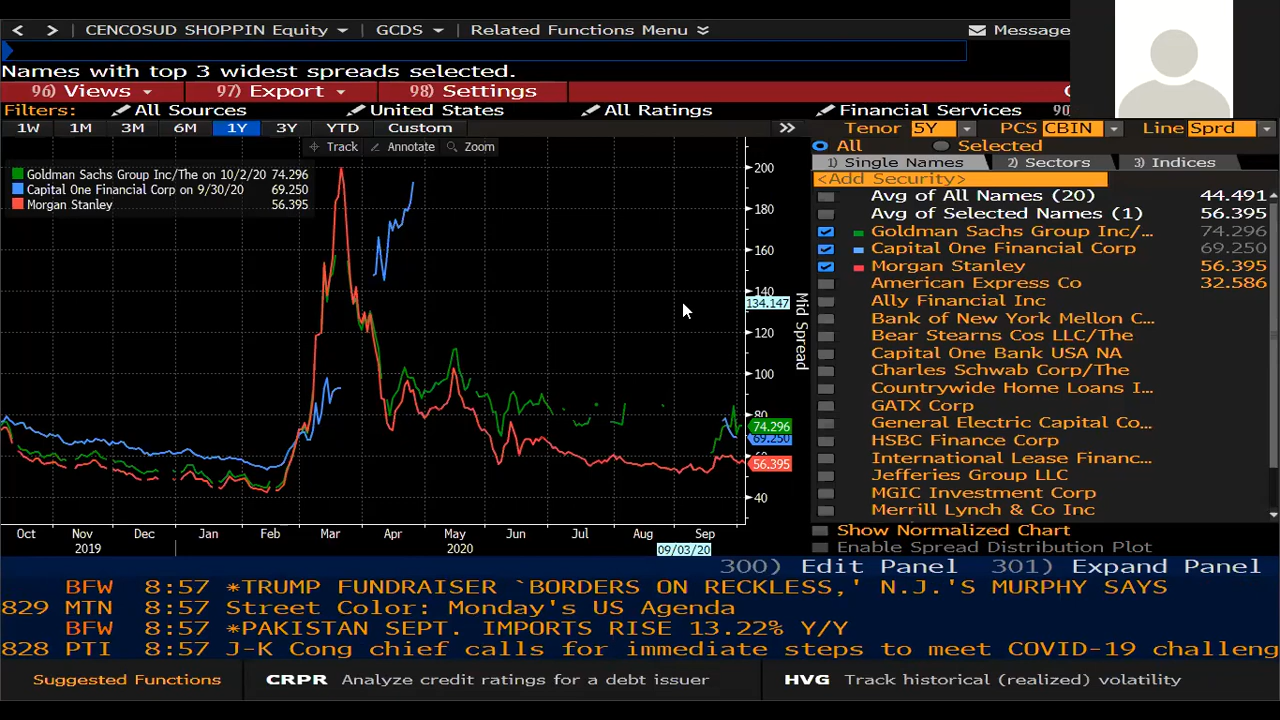 CENCOSUD SHOPPIN Equity GCDS Related Functions Menu Message
Names with top 3 widest spreads selected.
96) Views 97) Export 98) Settings
Filters: All Sources United States All Ratings Financial Services
1W 1M 3M 6M 1Y 3Y YTD Custom
Tenor 5Y PCS CBIN Line Sprd
All Selected
Track Annotate Zoom
1) Single Names 2) Sectors 3) Indices
Goldman Sachs Group Inc/The on 10/2/20 74.296
Capital One Financial Corp on 9/30/20 69.250
Morgan Stanley 56.395
200
180
160
140
134.147
120
100
80
74.296
69.250
56.395
40
Mid Spread
Oct Nov Dec Jan Feb Mar Apr May Jun Jul Aug Sep
2019 2020 09/03/20
<Add Security>
Avg of All Names (20) 44.491
Avg of Selected Names (1) 56.395
Goldman Sachs Group Inc/... 74.296
Capital One Financial Corp 69.250
Morgan Stanley 56.395
American Express Co 32.586
Ally Financial Inc
Bank of New York Mellon C...
Bear Stearns Cos LLC/The
Capital One Bank USA NA
Charles Schwab Corp/The
Countrywide Home Loans I...
GATX Corp
General Electric Capital Co...
HSBC Finance Corp
International Lease Financ...
Jefferies Group LLC
MGIC Investment Corp
Merrill Lynch & Co Inc
Show Normalized Chart
Enable Spread Distribution Plot
300) Edit Panel 301) Expand Panel
BFW 8:57 *TRUMP FUNDRAISER `BORDERS ON RECKLESS,' N.J.'S MURPHY SAYS
829 MTN 8:57 Street Color: Monday's US Agenda
BFW 8:57 *PAKISTAN SEPT. IMPORTS RISE 13.22% Y/Y
828 PTI 8:57 J-K Cong chief calls for immediate steps to meet COVID-19 challeng
Suggested Functions CRPR Analyze credit ratings for a debt issuer HVG Track historical (realized) volatility